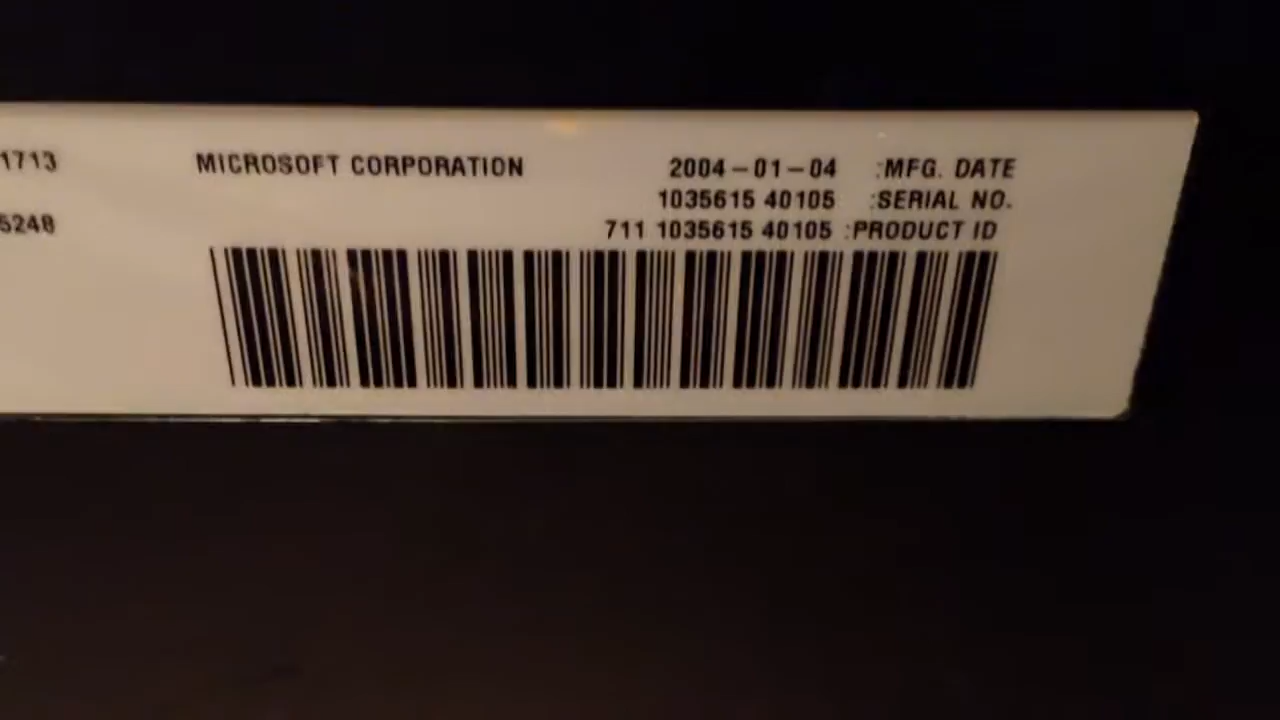 1713
MICROSOFT CORPORATION
2004-01-04 :MFG. DATE
1035615 40105 :SERIAL NO.
5248
711 1035615 40105 :PRODUCT ID